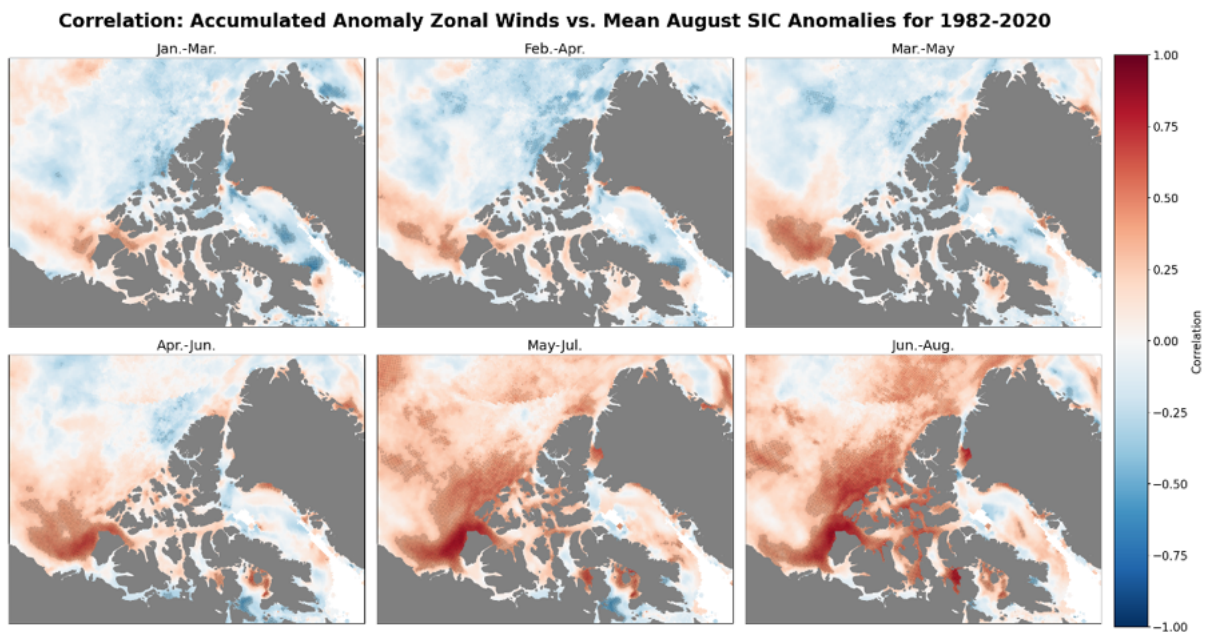 Correlation: Accumulated Anomaly Zonal Winds vs. Mean August SIC Anomalies for 1982-2020
Jan.-Mar.
Feb.-Apr.
Mar.-May
Apr.-Jun.
May-Jul.
Jun.-Aug.
1.00
0.75
0.50
0.25
0.00
−0.25
−0.50
−0.75
−1.00
Correlation